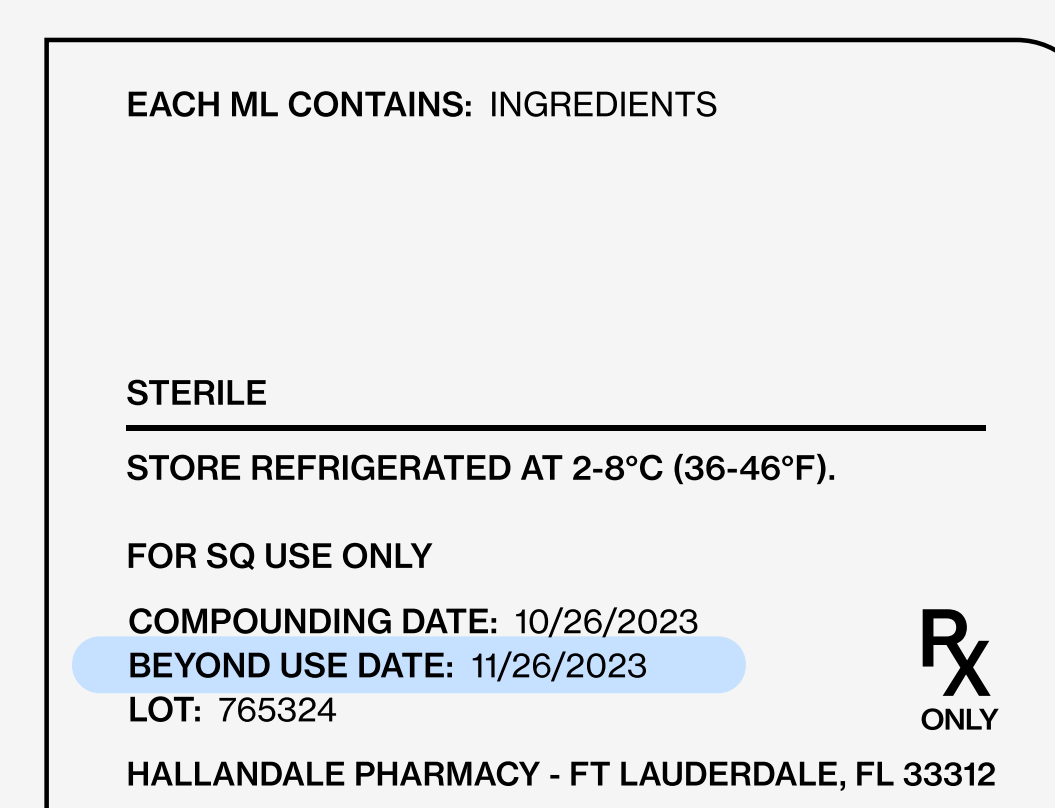 EACH ML CONTAINS: INGREDIENTS
STERILE
STORE REFRIGERATED AT 2-8°C (36-46°F).
FOR SQ USE ONLY
COMPOUNDING DATE: 10/26/2023
BEYOND USE DATE: 11/26/2023
LOT: 765324
Rx
ONLY
HALLANDALE PHARMACY - FT LAUDERDALE, FL 33312